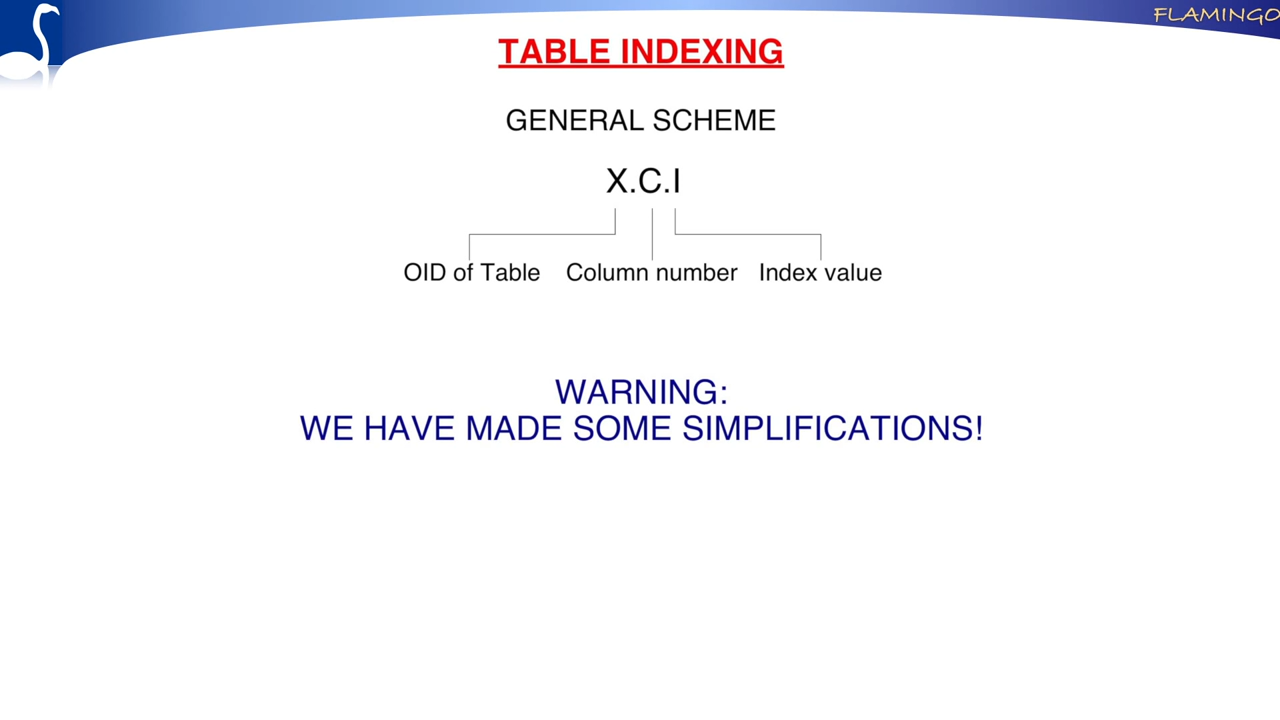 FLAMINGO
TABLE INDEXING
GENERAL SCHEME
X.C.I
OID of Table Column number Index value
WARNING:
WE HAVE MADE SOME SIMPLIFICATIONS!